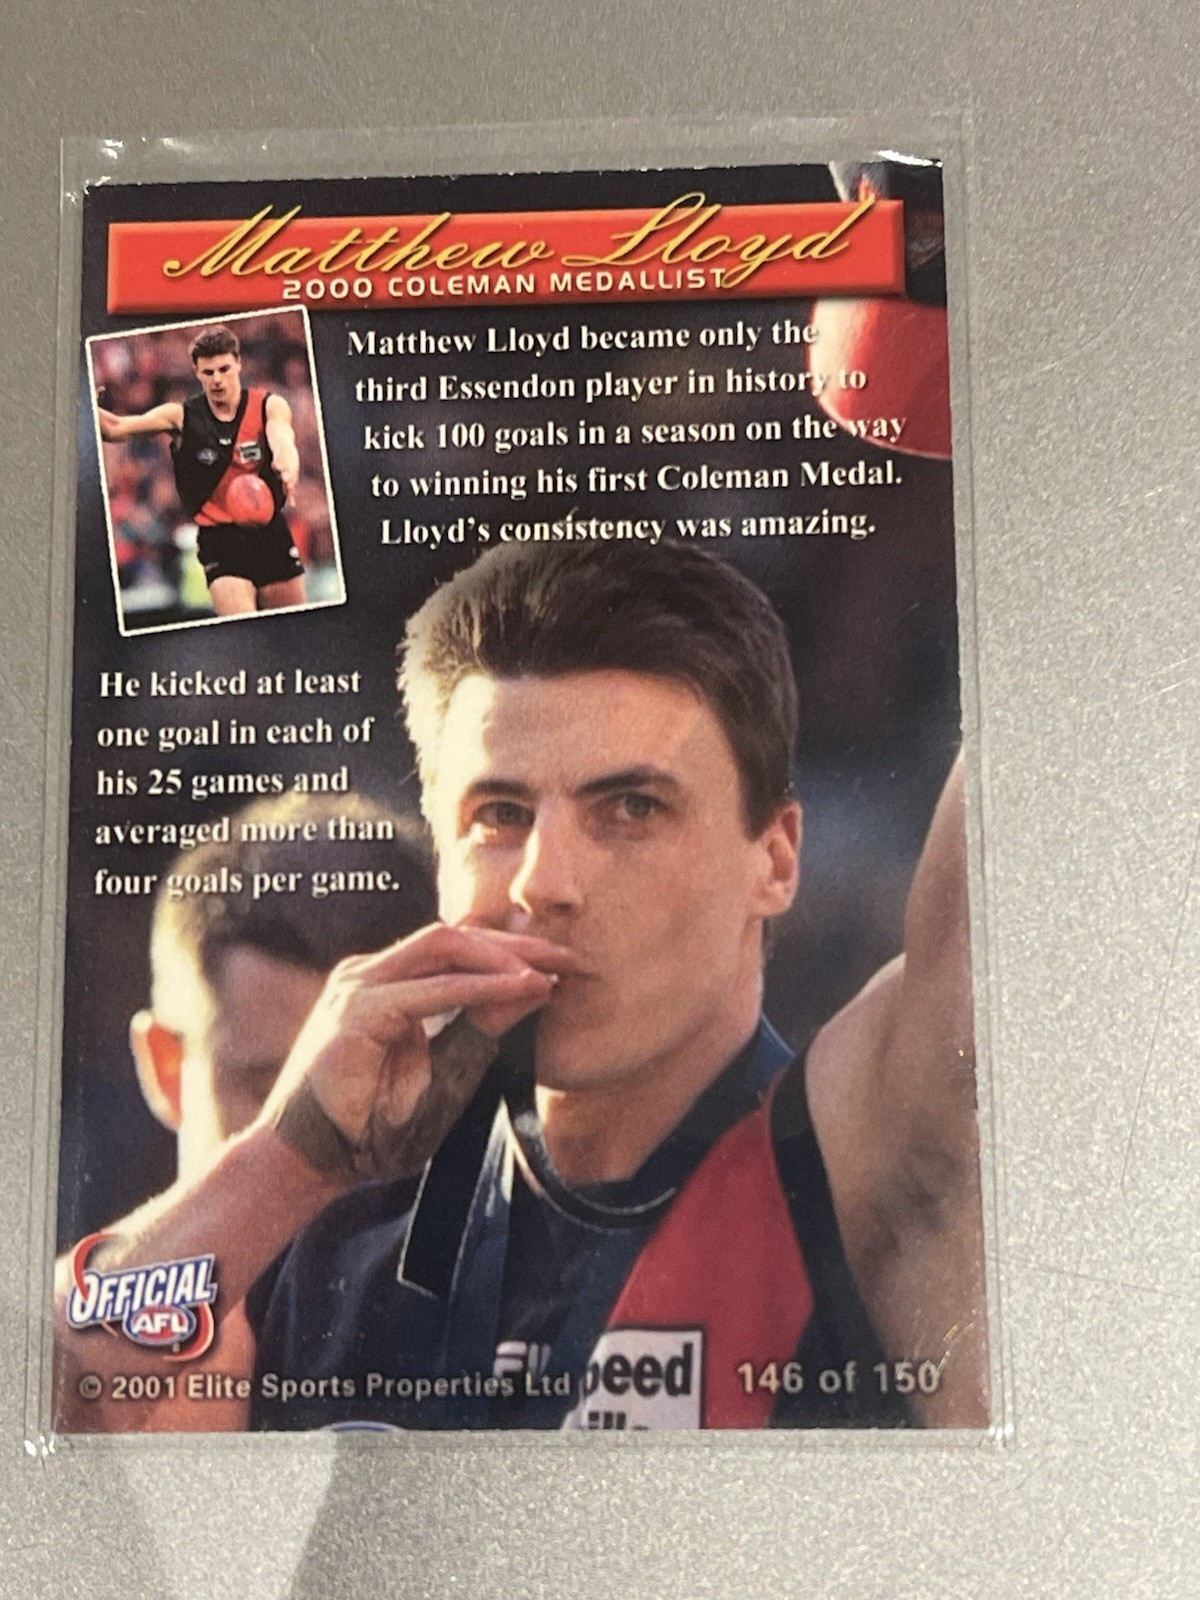 Matthew Lloyd
2000 COLEMAN MEDALLIST
Matthew Lloyd became only the
third Essendon player in history to
kick 100 goals in a season on the way
to winning his first Coleman Medal.
Lloyd's consistency was amazing.
He kicked at least
one goal in each of
his 25 games and
averaged more than
four goals per game.
OFFICIAL
AFL
peed
© 2001 Elite Sports Properties Ltd
146 of 150